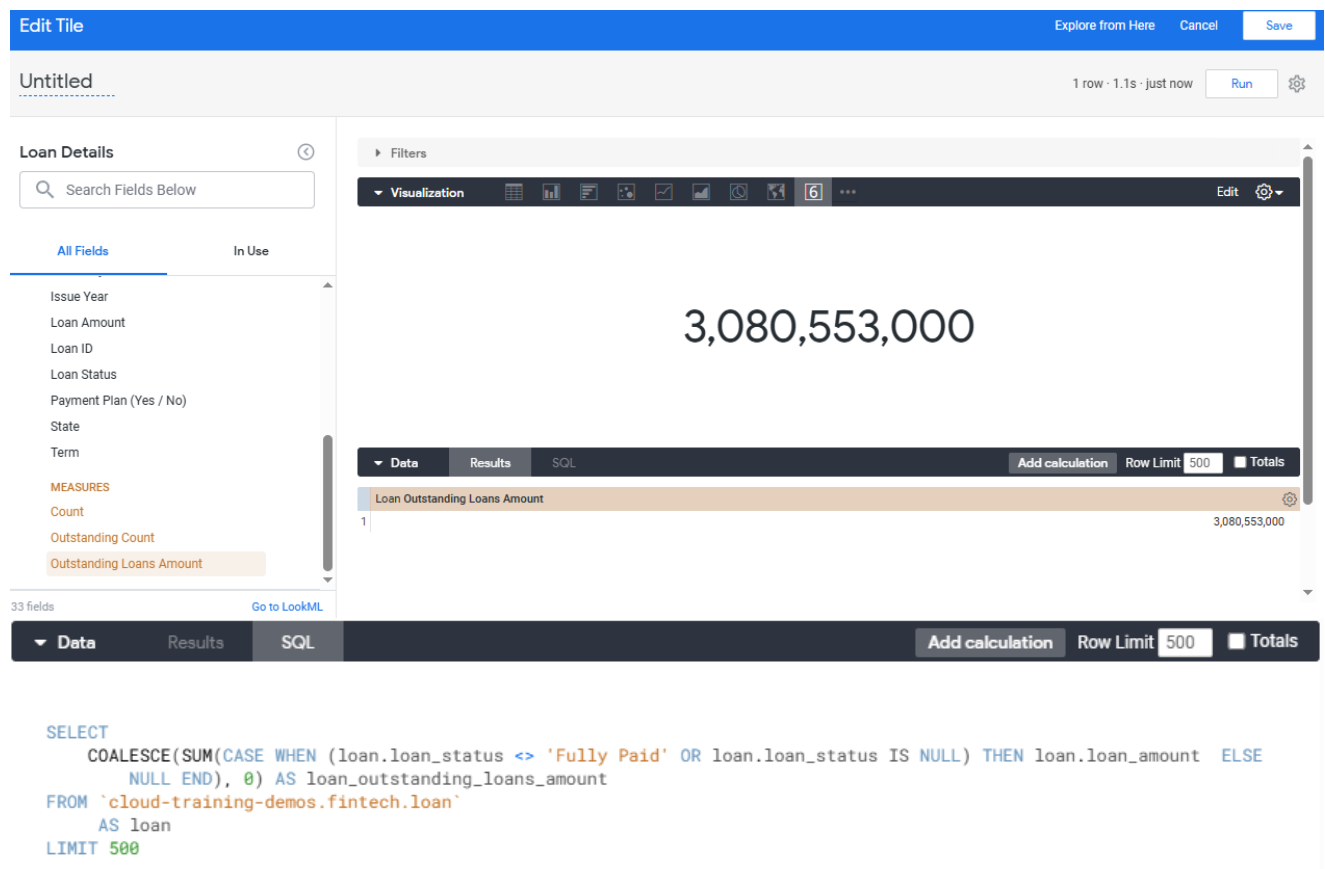 Edit Tile
Explore from Here Cancel Save
Untitled
1 row · 1.1s · just now Run
Loan Details
Search Fields Below
All Fields In Use
Issue Year
Loan Amount
Loan ID
Loan Status
Payment Plan (Yes / No)
State
Term
MEASURES
Count
Outstanding Count
Outstanding Loans Amount
33 fields Go to LookML
Filters
Visualization 6 Edit
3,080,553,000
Data Results SQL Add calculation Row Limit 500 Totals
Loan Outstanding Loans Amount
1 3,080,553,000
Data Results SQL Add calculation Row Limit 500 Totals
SELECT
COALESCE(SUM(CASE WHEN (loan.loan_status <> 'Fully Paid' OR loan.loan_status IS NULL) THEN loan.loan_amount ELSE
NULL END), 0) AS loan_outstanding_loans_amount
FROM `cloud-training-demos.fintech.loan`
AS loan
LIMIT 500